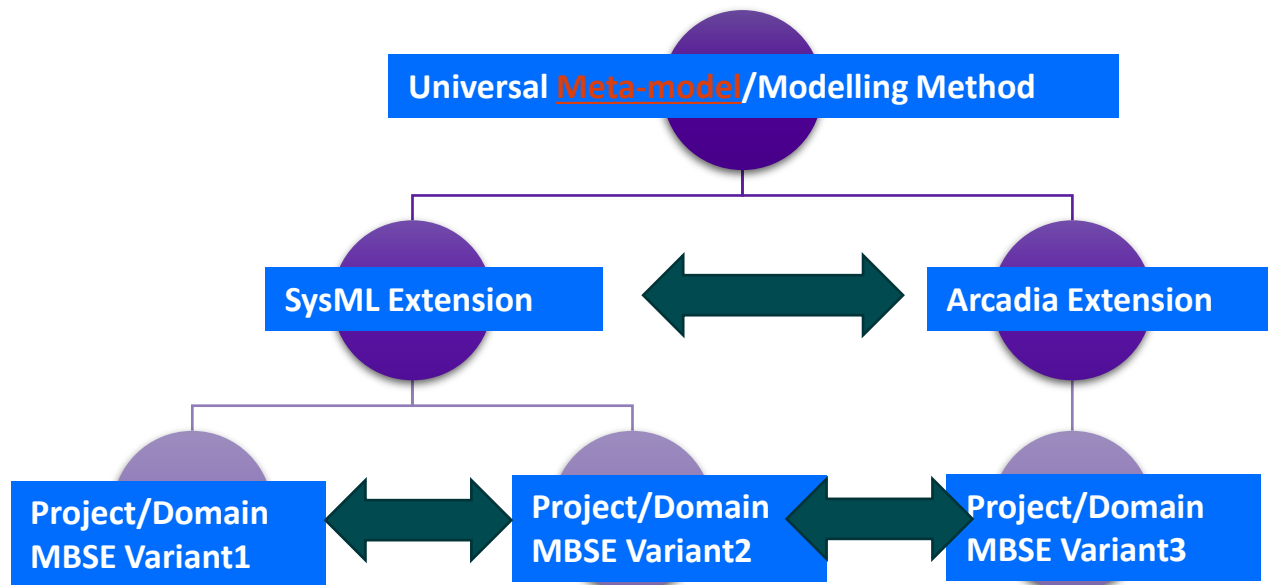 Universal Meta-model/Modelling Method
SysML Extension
Arcadia Extension
Project/Domain
MBSE Variant1
Project/Domain
MBSE Variant2
Project/Domain
MBSE Variant3